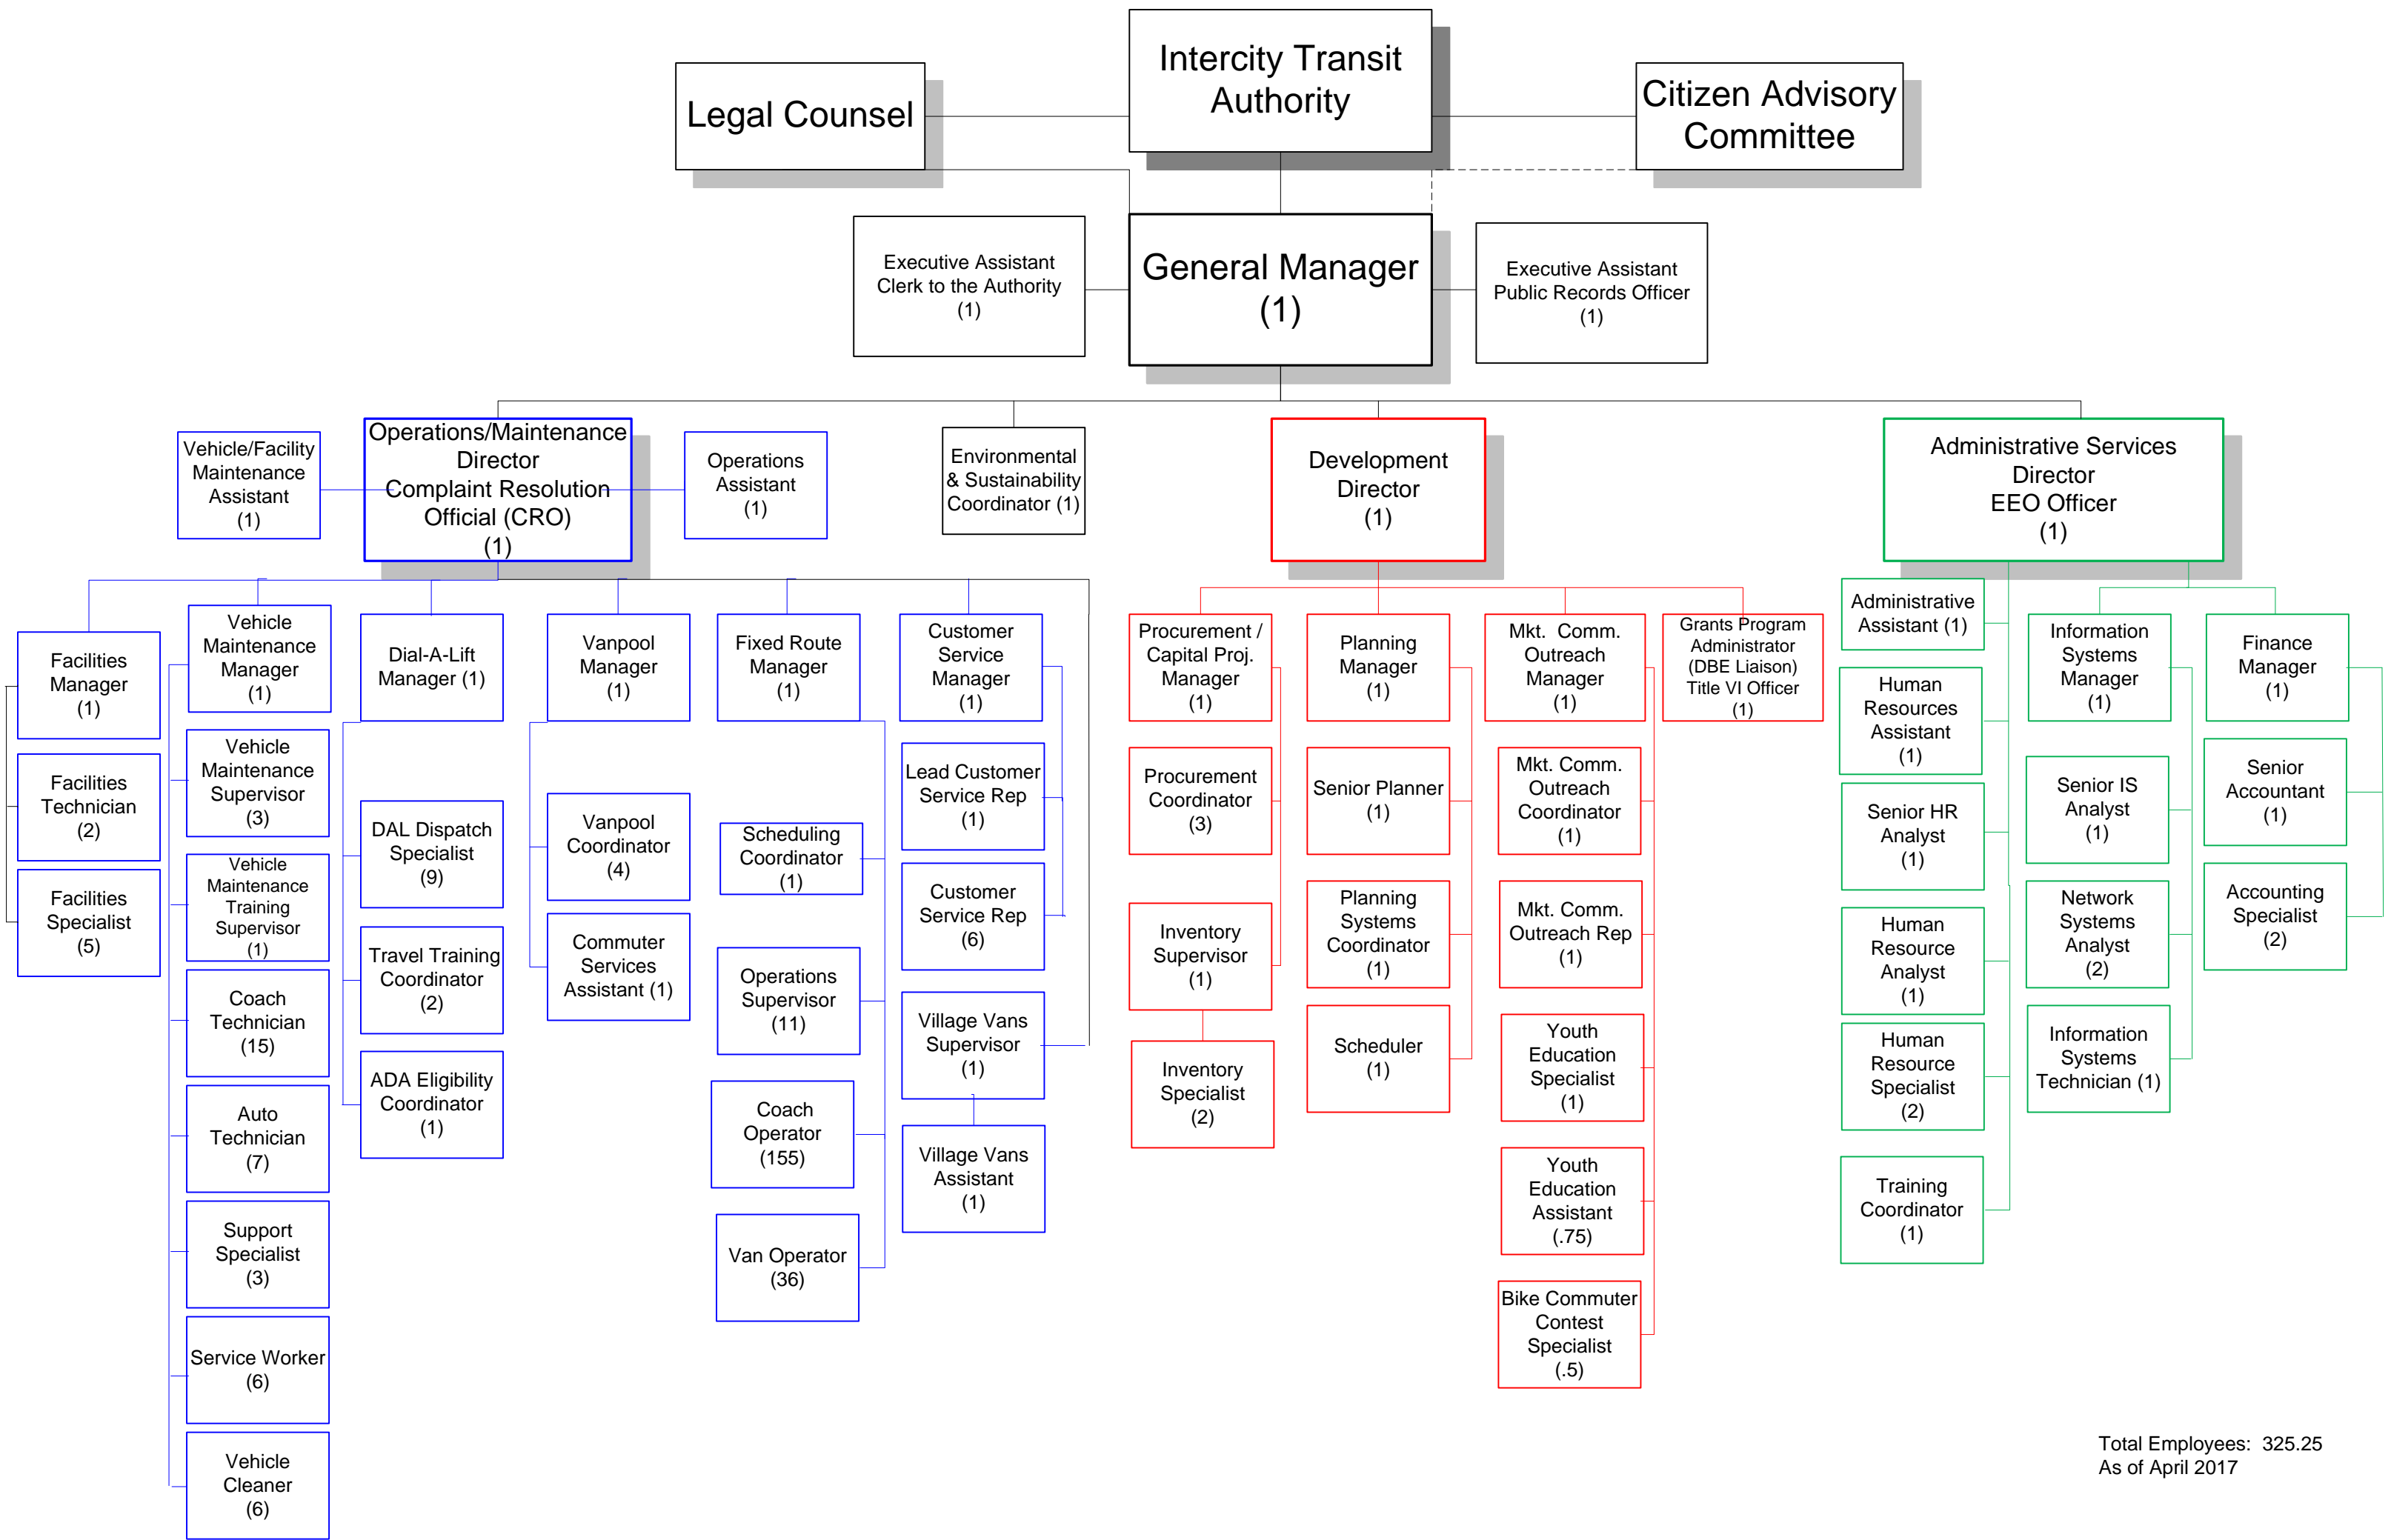 Intercity Transit
Authority
Legal Counsel
Citizen Advisory
Committee
Executive Assistant
Clerk to the Authority
(1)
General Manager
(1)
Executive Assistant
Public Records Officer
(1)
Vehicle/Facility
Maintenance
Assistant
(1)
Operations/Maintenance
Director
Complaint Resolution
Official (CRO)
(1)
Operations
Assistant
(1)
Environmental
& Sustainability
Coordinator (1)
Development
Director
(1)
Administrative Services
Director
EEO Officer
(1)
Facilities
Manager
(1)
Facilities
Technician
(2)
Facilities
Specialist
(5)
Vehicle
Maintenance
Manager
(1)
Vehicle
Maintenance
Supervisor
(3)
Vehicle
Maintenance
Training
Supervisor
(1)
Coach
Technician
(15)
Auto
Technician
(7)
Support
Specialist
(3)
Service Worker
(6)
Vehicle
Cleaner
(6)
Dial-A-Lift
Manager (1)
DAL Dispatch
Specialist
(9)
Travel Training
Coordinator
(2)
ADA Eligibility
Coordinator
(1)
Vanpool
Manager
(1)
Vanpool
Coordinator
(4)
Commuter
Services
Assistant (1)
Fixed Route
Manager
(1)
Scheduling
Coordinator
(1)
Operations
Supervisor
(11)
Coach
Operator
(155)
Van Operator
(36)
Customer
Service
Manager
(1)
Lead Customer
Service Rep
(1)
Customer
Service Rep
(6)
Village Vans
Supervisor
(1)
Village Vans
Assistant
(1)
Procurement /
Capital Proj.
Manager
(1)
Procurement
Coordinator
(3)
Inventory
Supervisor
(1)
Inventory
Specialist
(2)
Planning
Manager
(1)
Senior Planner
(1)
Planning
Systems
Coordinator
(1)
Scheduler
(1)
Mkt. Comm.
Outreach
Manager
(1)
Mkt. Comm.
Outreach
Coordinator
(1)
Mkt. Comm.
Outreach Rep
(1)
Youth
Education
Specialist
(1)
Youth
Education
Assistant
(.75)
Bike Commuter
Contest
Specialist
(.5)
Grants Program
Administrator
(DBE Liaison)
Title VI Officer
(1)
Administrative
Assistant (1)
Human
Resources
Assistant
(1)
Senior HR
Analyst
(1)
Human
Resource
Analyst
(1)
Human
Resource
Specialist
(2)
Training
Coordinator
(1)
Information
Systems
Manager
(1)
Senior IS
Analyst
(1)
Network
Systems
Analyst
(2)
Information
Systems
Technician (1)
Finance
Manager
(1)
Senior
Accountant
(1)
Accounting
Specialist
(2)
Total Employees: 325.25
As of April 2017